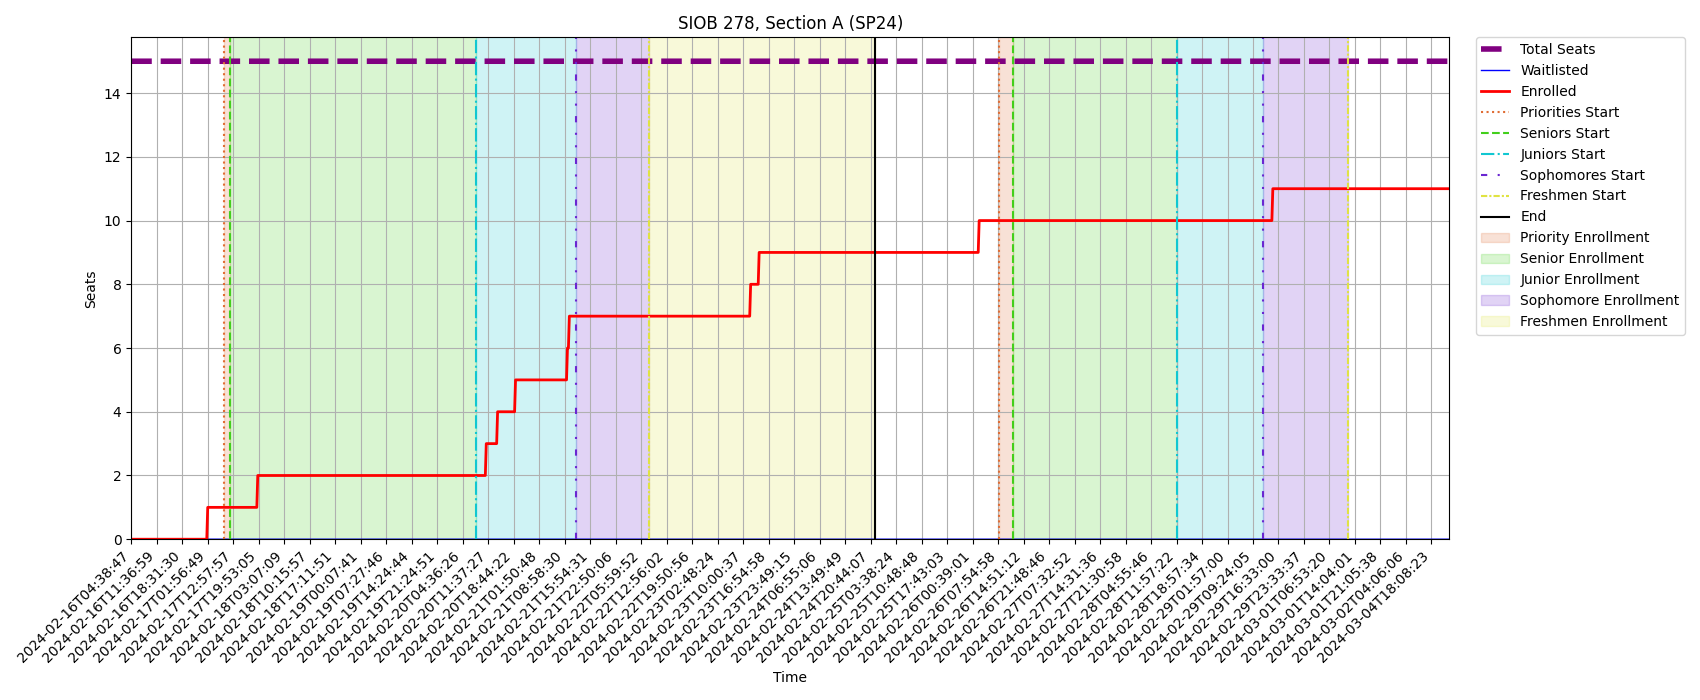 SIOB 278, Section A (SP24)
Total Seats
Waitlisted
Enrolled
Priorities Start
Seniors Start
Juniors Start
Sophomores Start
Freshmen Start
End
Priority Enrollment
Senior Enrollment
Junior Enrollment
Sophomore Enrollment
Freshmen Enrollment
Seats
14
12
10
8
6
4
2
0
2024-02-16T04:38:47
2024-02-16T11:36:59
2024-02-16T18:31:30
2024-02-17T01:56:49
2024-02-17T12:57:57
2024-02-17T19:53:05
2024-02-18T03:07:09
2024-02-18T10:15:57
2024-02-18T17:11:51
2024-02-19T00:07:41
2024-02-19T07:27:46
2024-02-19T14:24:44
2024-02-19T21:24:51
2024-02-20T04:36:26
2024-02-20T11:37:27
2024-02-20T18:44:22
2024-02-21T01:50:48
2024-02-21T08:58:30
2024-02-21T15:54:31
2024-02-21T22:50:06
2024-02-22T05:59:52
2024-02-22T12:56:02
2024-02-22T19:50:56
2024-02-23T02:48:24
2024-02-23T10:00:37
2024-02-23T16:54:58
2024-02-23T23:49:15
2024-02-24T06:55:06
2024-02-24T13:49:49
2024-02-24T20:44:07
2024-02-25T03:38:24
2024-02-25T10:48:48
2024-02-25T17:43:03
2024-02-26T00:39:01
2024-02-26T07:54:58
2024-02-26T14:51:12
2024-02-26T21:48:46
2024-02-27T07:32:52
2024-02-27T14:31:36
2024-02-27T21:30:58
2024-02-28T04:55:46
2024-02-28T11:57:22
2024-02-28T18:57:34
2024-02-29T01:57:00
2024-02-29T09:24:05
2024-02-29T16:33:00
2024-02-29T23:33:37
2024-03-01T06:53:20
2024-03-01T14:04:01
2024-03-01T21:05:38
2024-03-02T04:06:06
2024-03-04T18:08:23
Time